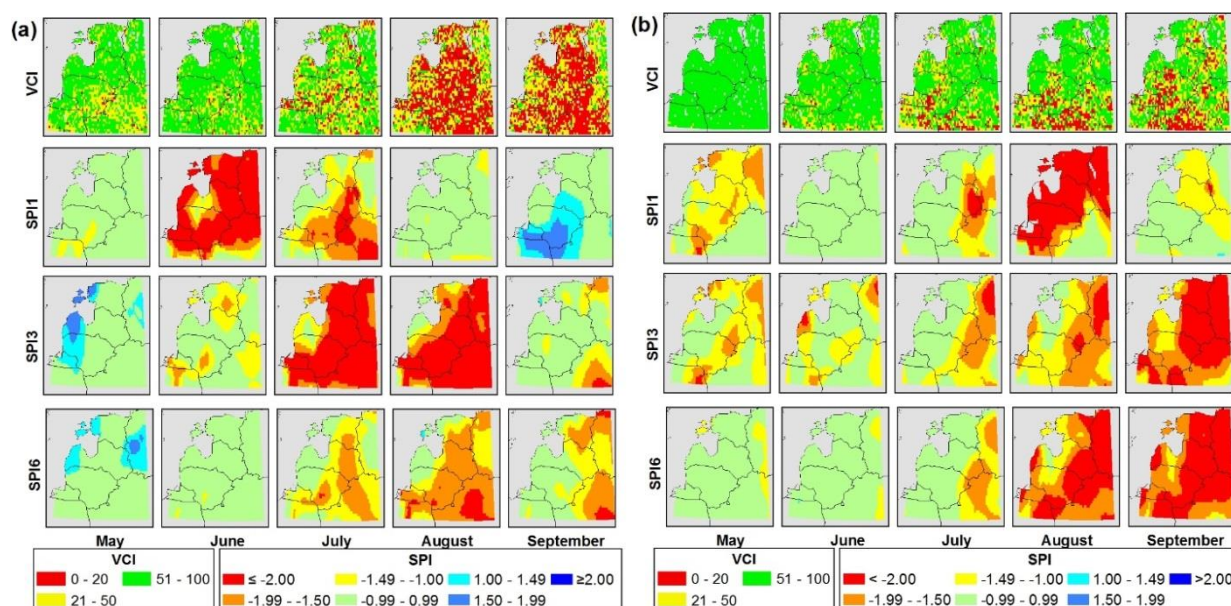 (a)
VCI
SPI1
SPI3
SPI6
May June July August September
VCI
0 - 20 51 - 100
21 - 50
SPI
≤ -2.00 -1.49 - -1.00 1.00 - 1.49 ≥2.00
-1.99 - -1.50 -0.99 - 0.99 1.50 - 1.99
(b)
VCI
SPI1
SPI3
SPI6
May June July August September
VCI
0 - 20 51 - 100
21 - 50
SPI
< -2.00 -1.49 - -1.00 1.00 - 1.49 >2.00
-1.99 - -1.50 -0.99 - 0.99 1.50 - 1.99